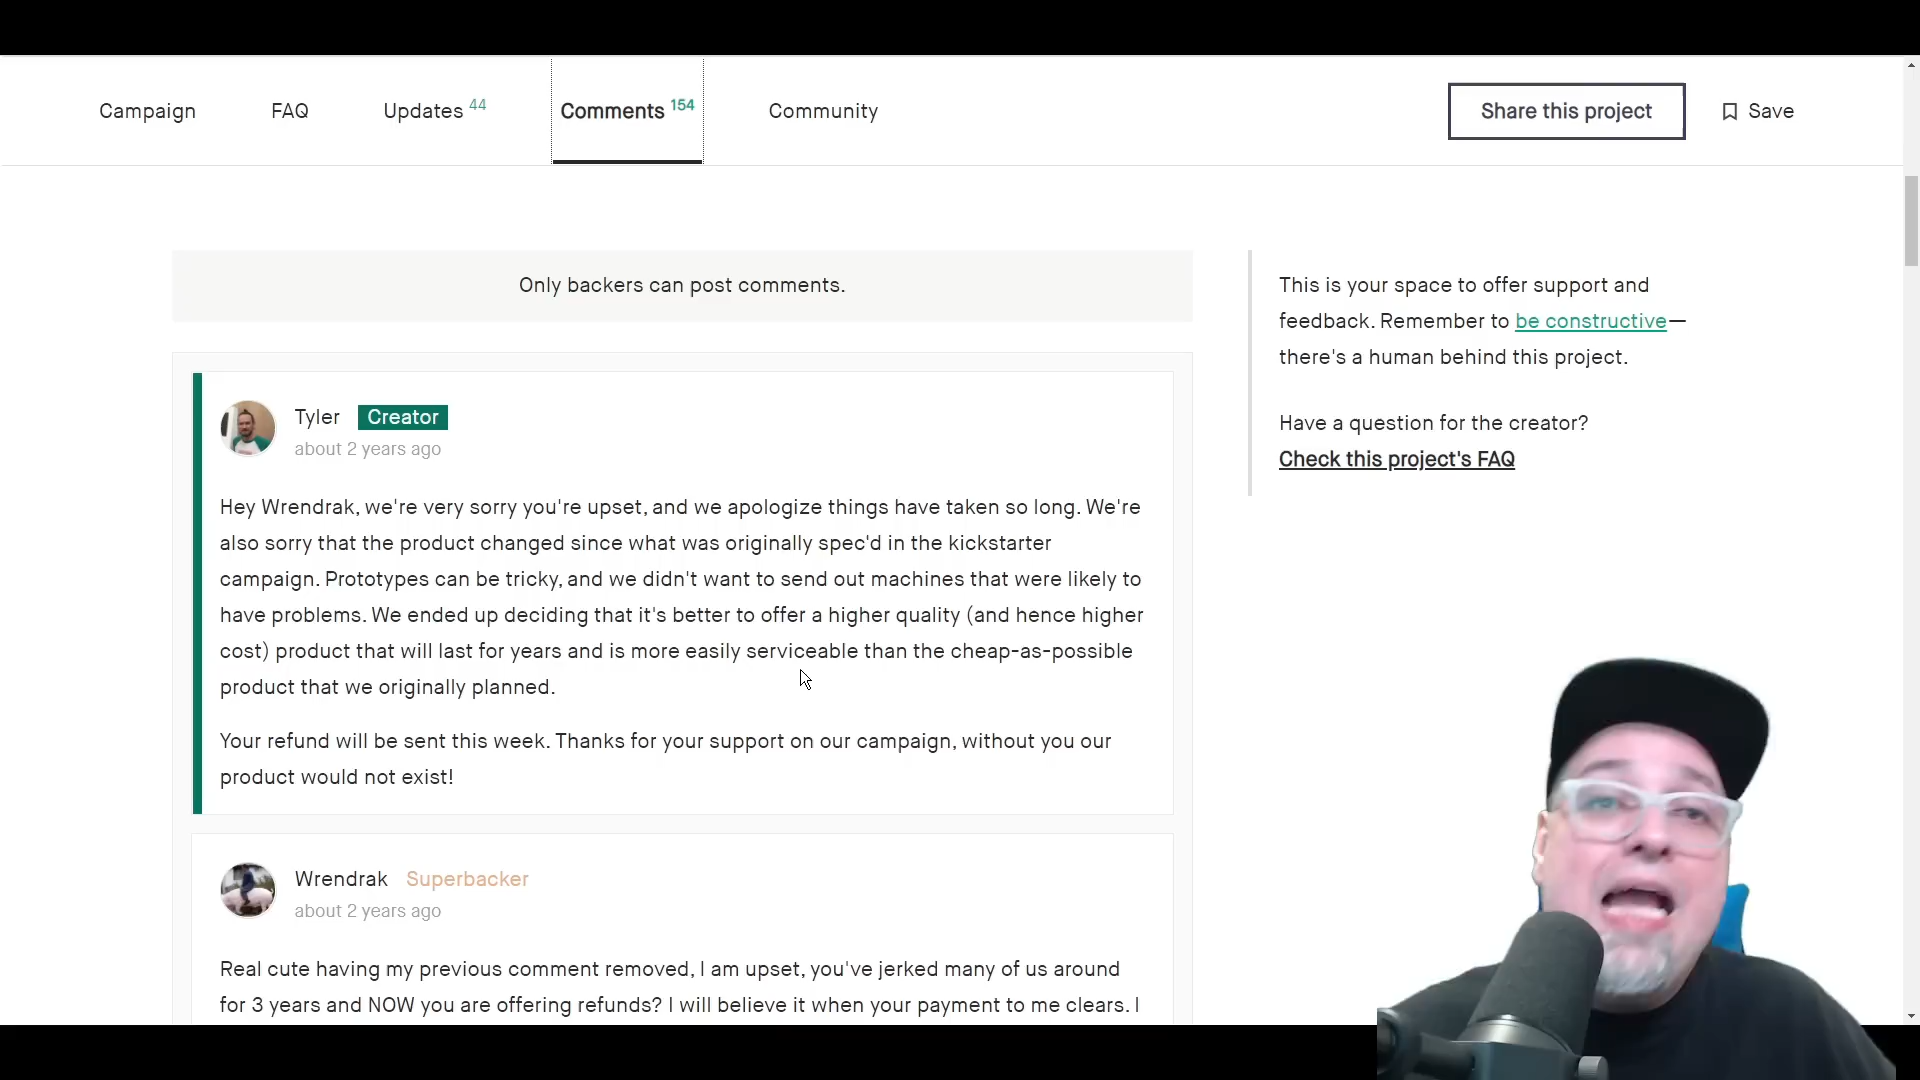 Campaign
FAQ
Updates 44
Comments 154
Community
Share this project
Save
Only backers can post comments.
Tyler Creator
about 2 years ago
Hey Wrendrak, we're very sorry you're upset, and we apologize things have taken so long. We're
also sorry that the product changed since what was originally spec'd in the kickstarter
campaign. Prototypes can be tricky, and we didn't want to send out machines that were likely to
have problems. We ended up deciding that it's better to offer a higher quality (and hence higher
cost) product that will last for years and is more easily serviceable than the cheap-as-possible
product that we originally planned.
Your refund will be sent this week. Thanks for your support on our campaign, without you our
product would not exist!
Wrendrak Superbacker
about 2 years ago
Real cute having my previous comment removed, I am upset, you've jerked many of us around
for 3 years and NOW you are offering refunds? I will believe it when your payment to me clears. I
This is your space to offer support and
feedback. Remember to be constructive—
there's a human behind this project.
Have a question for the creator?
Check this project's FAQ